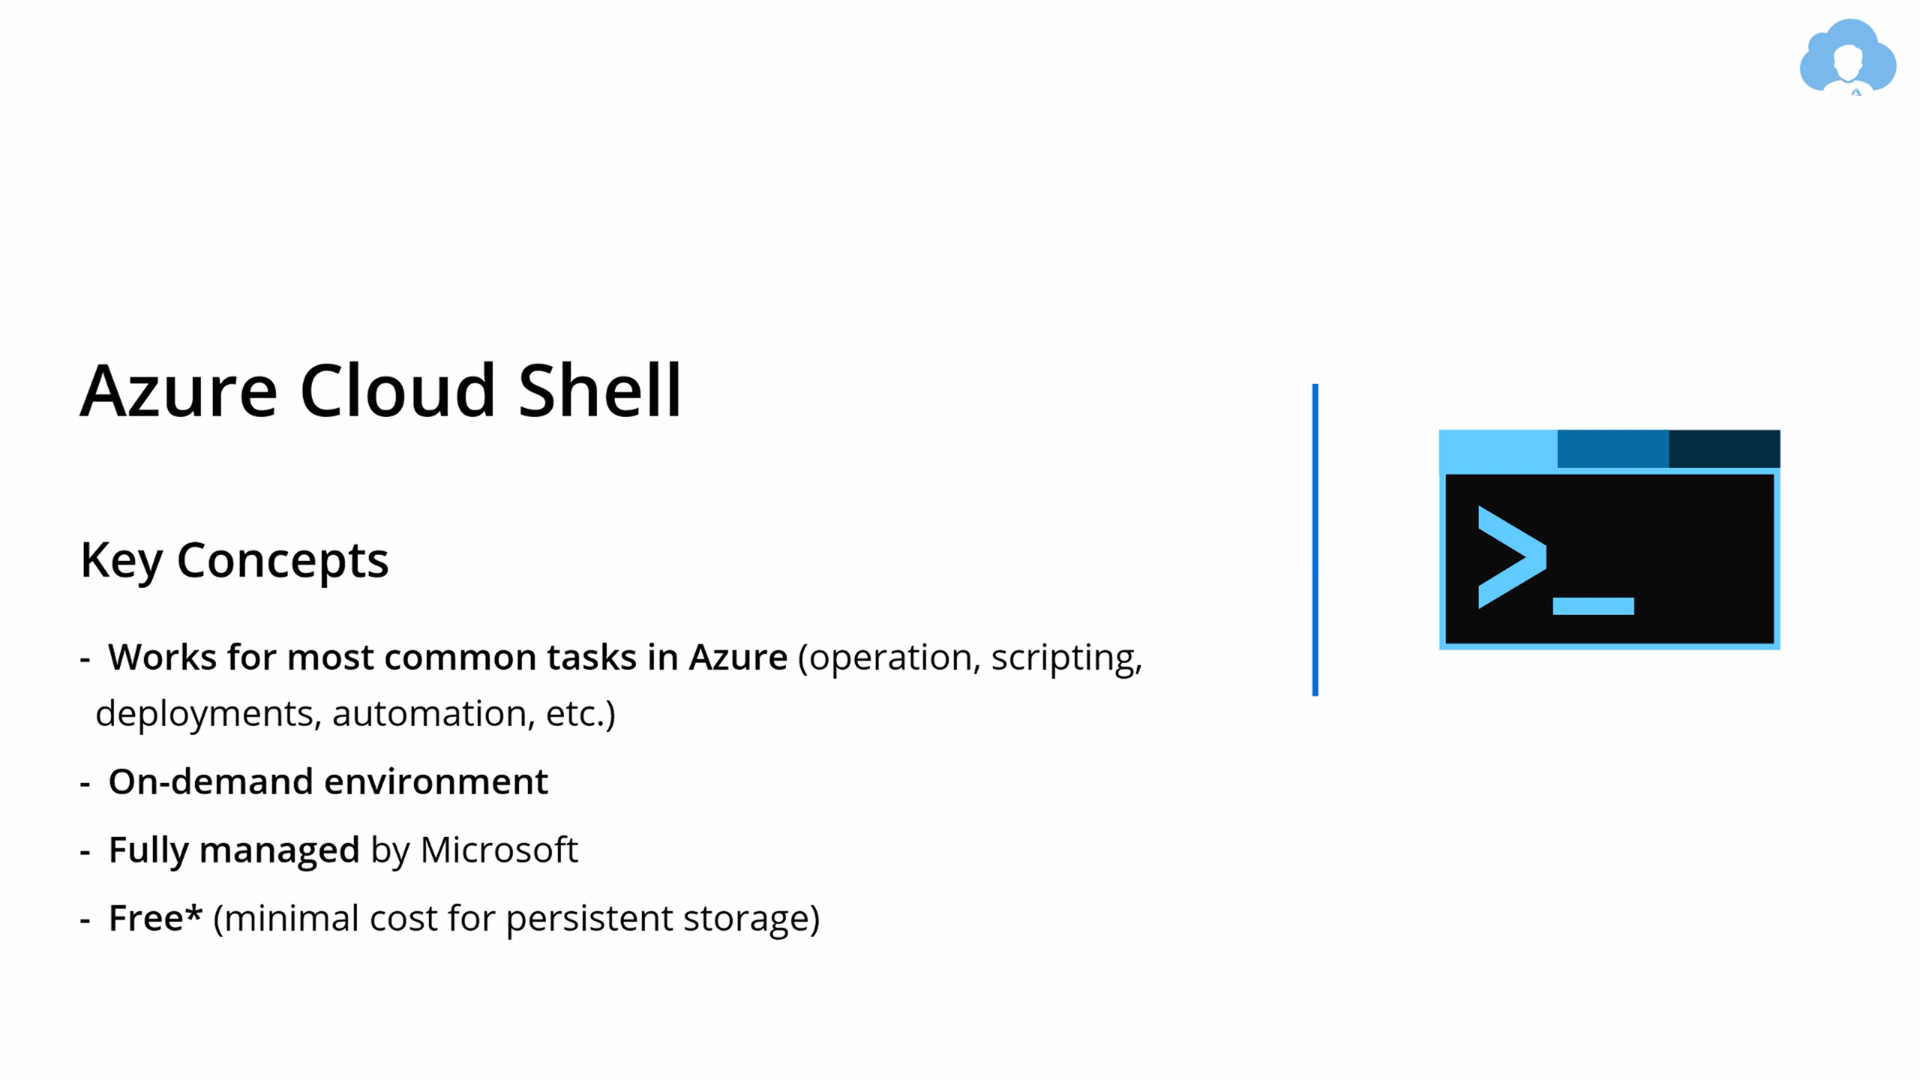 Azure Cloud Shell
Key Concepts
- Works for most common tasks in Azure (operation, scripting,
deployments, automation, etc.)
- On-demand environment
- Fully managed by Microsoft
- Free* (minimal cost for persistent storage)
>_